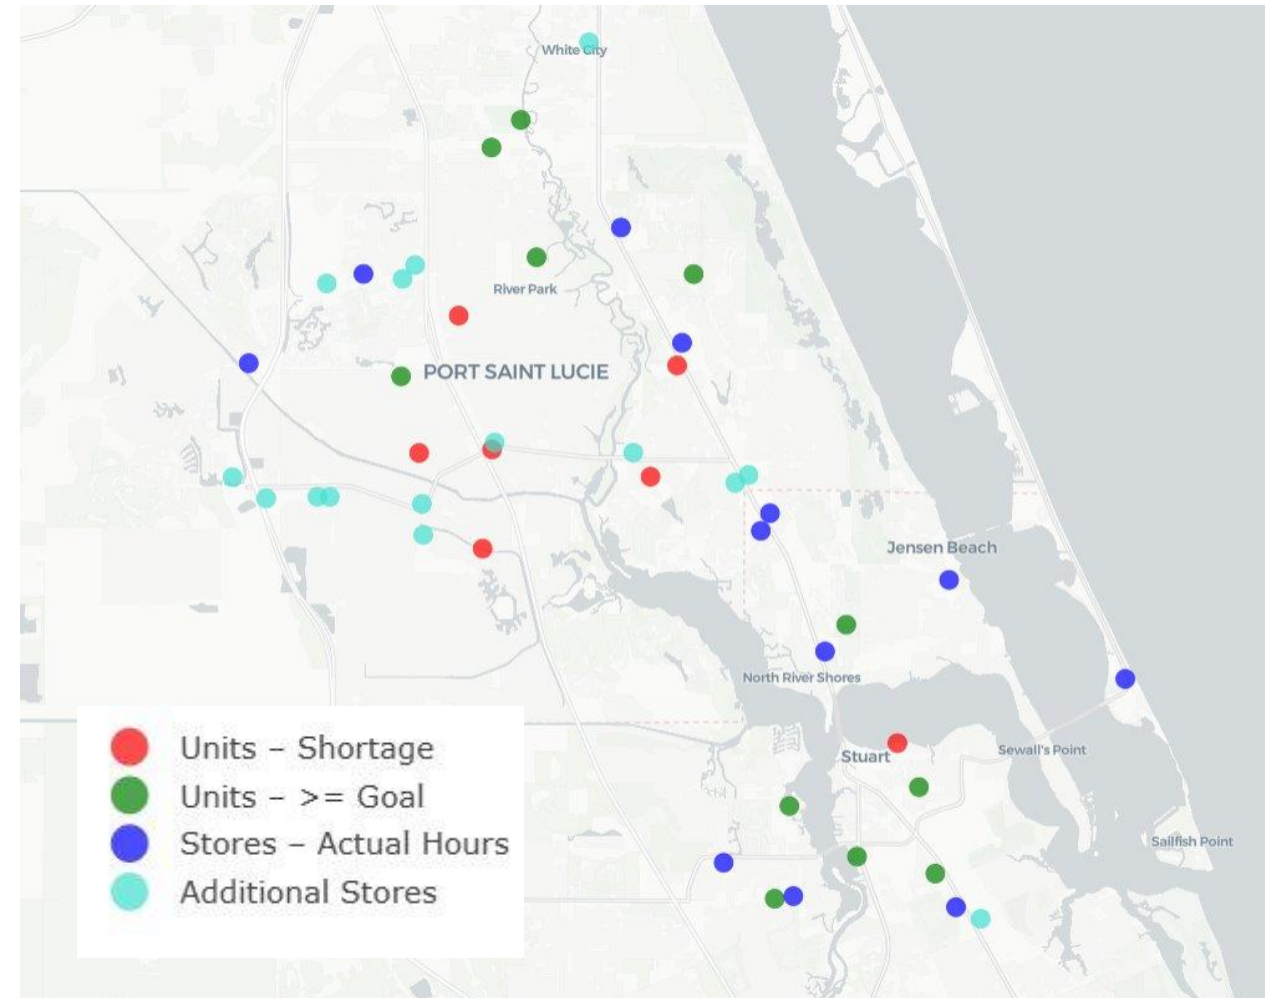 White City
River Park
PORT SAINT LUCIE
Jensen Beach
North River Shores
Stuart
Sewall's Point
Sailfish Point
Units – Shortage
Units – >= Goal
Stores – Actual Hours
Additional Stores